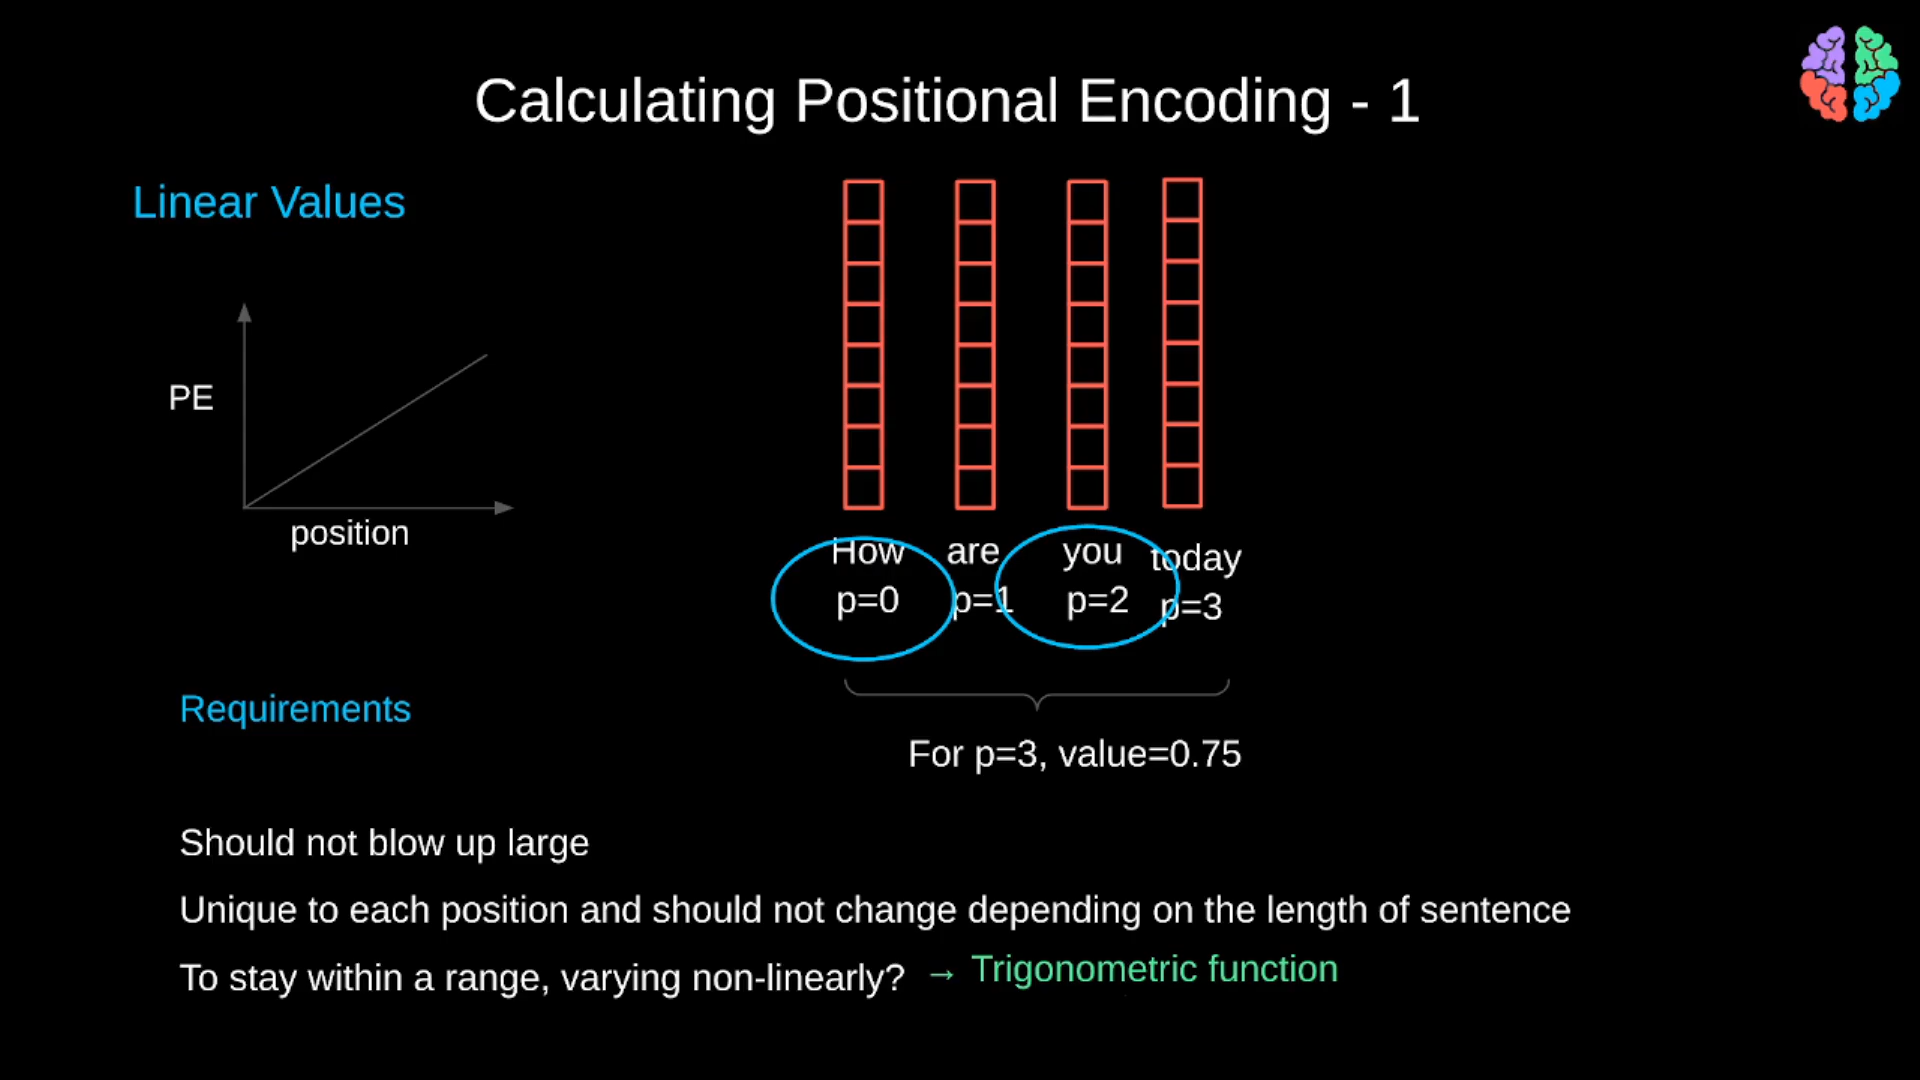 Calculating Positional Encoding - 1
Linear Values
PE
position
How are you today
p=0 p=1 p=2 p=3
For p=3, value=0.75
Requirements
Should not blow up large
Unique to each position and should not change depending on the length of sentence
To stay within a range, varying non-linearly? → Trigonometric function